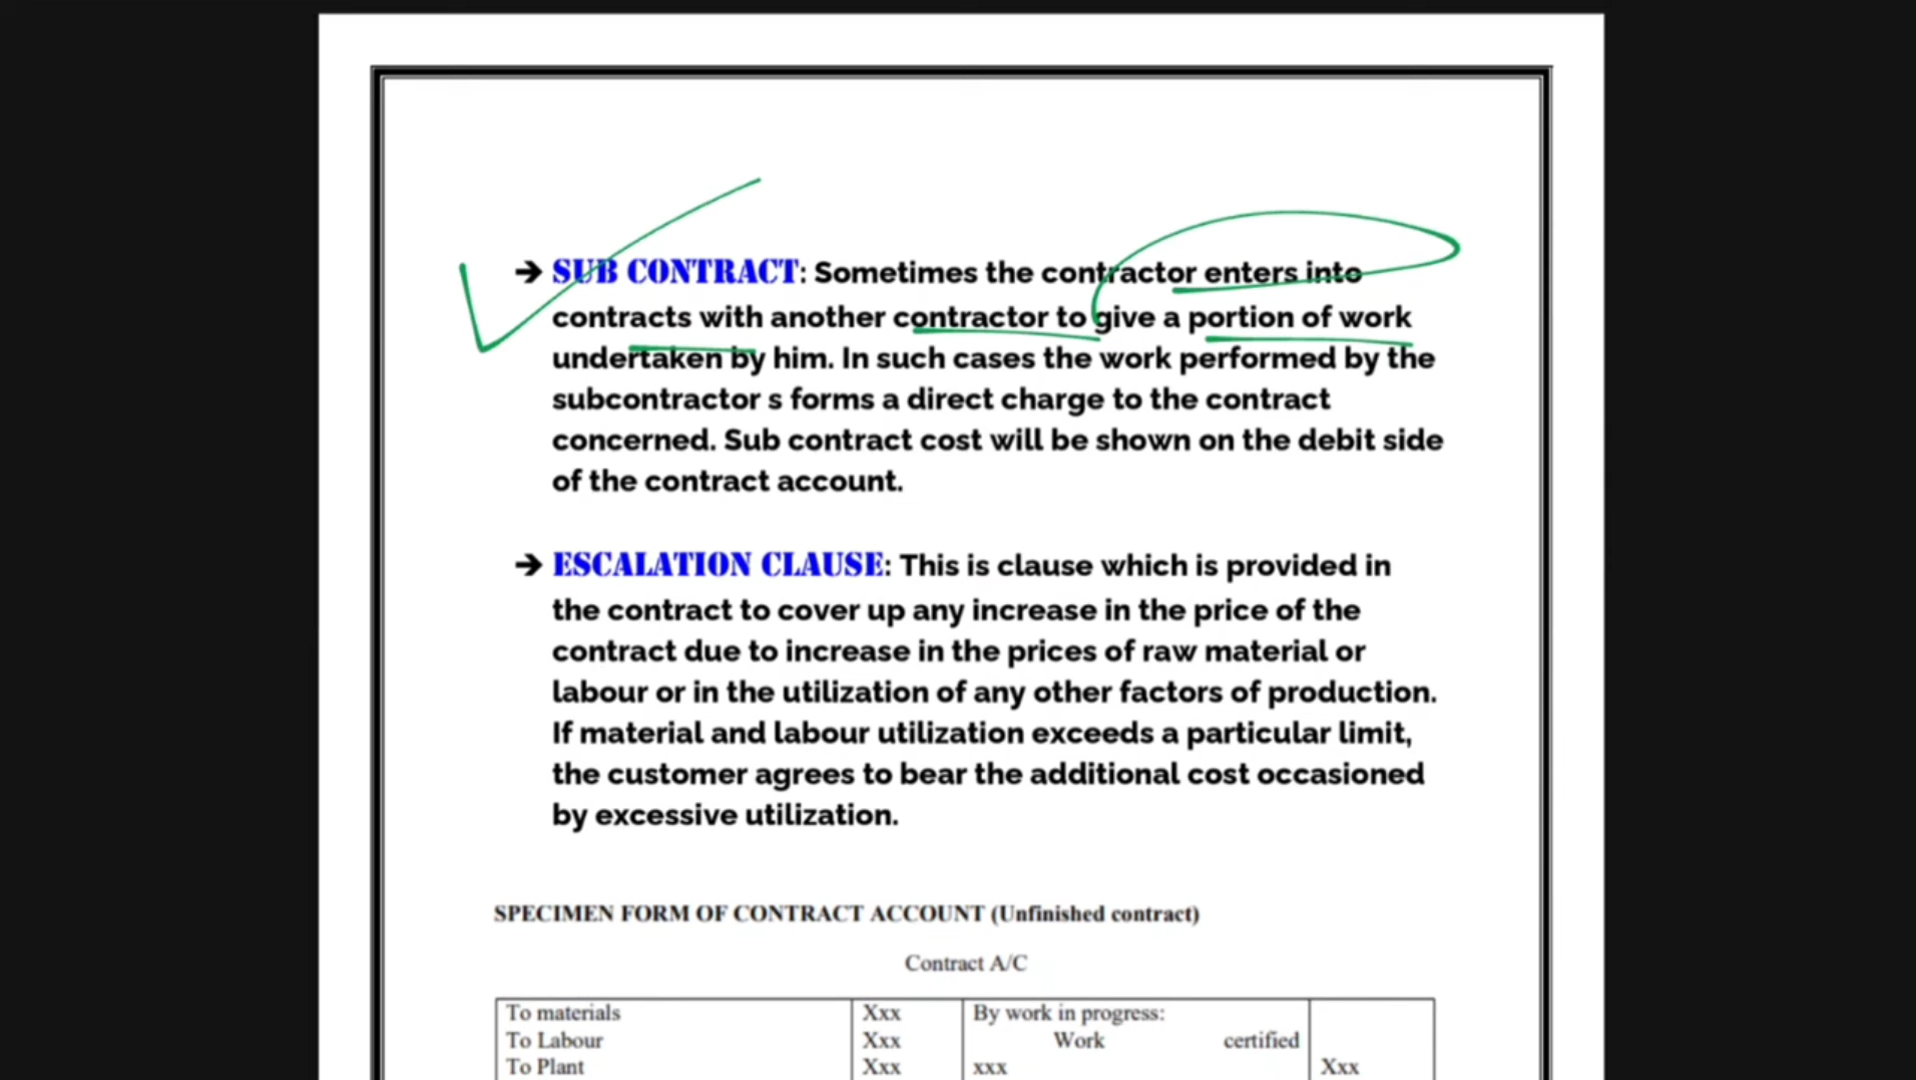 ➔ SUB CONTRACT: Sometimes the contractor enters into
contracts with another contractor to give a portion of work
undertaken by him. In such cases the work performed by the
subcontractor s forms a direct charge to the contract
concerned. Sub contract cost will be shown on the debit side
of the contract account.
➔ ESCALATION CLAUSE: This is clause which is provided in
the contract to cover up any increase in the price of the
contract due to increase in the prices of raw material or
labour or in the utilization of any other factors of production.
If material and labour utilization exceeds a particular limit,
the customer agrees to bear the additional cost occasioned
by excessive utilization.
SPECIMEN FORM OF CONTRACT ACCOUNT (Unfinished contract)
Contract A/C
To materials Xxx By work in progress:
To Labour Xxx Work certified
To Plant Xxx xxx Xxx